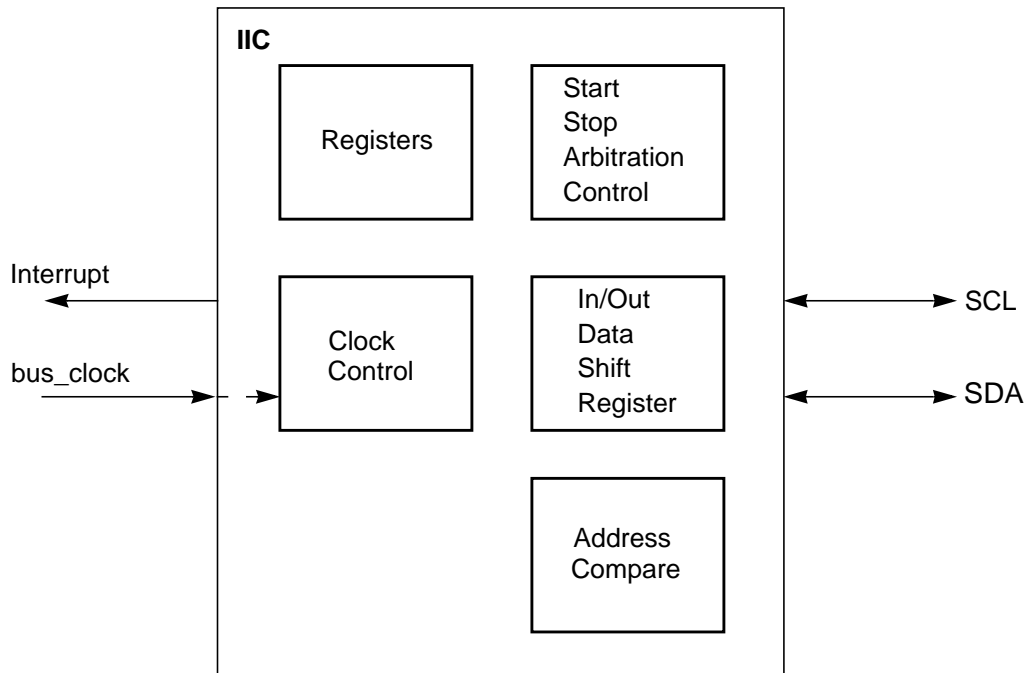 IIC
Registers
Start
Stop
Arbitration
Control
Interrupt
bus_clock
Clock
Control
In/Out
Data
Shift
Register
SCL
SDA
Address
Compare